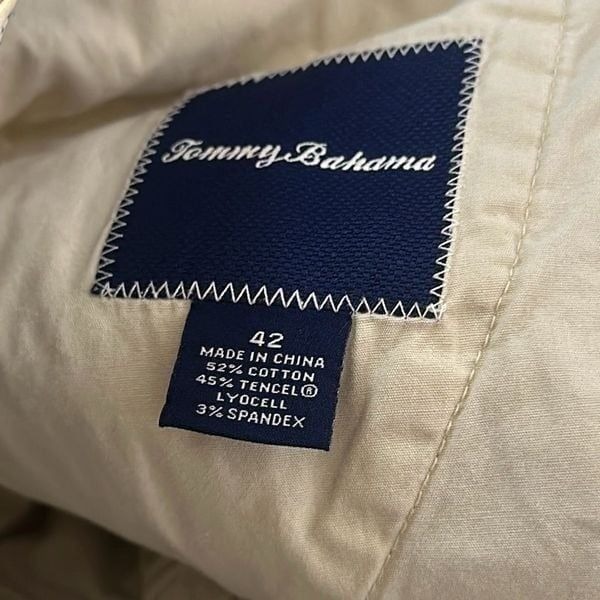 Tommy Bahama
42
MADE IN CHINA
52% COTTON
45% TENCEL®
LYOCELL
3% SPANDEX